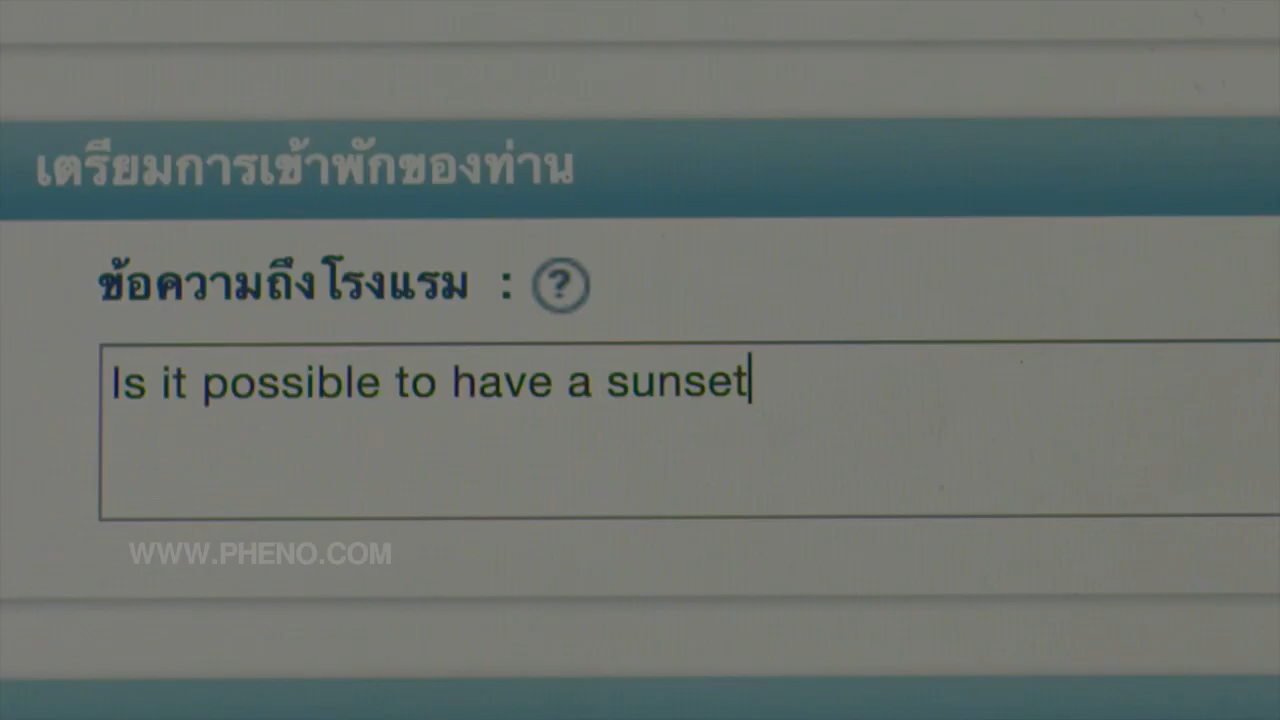 เตรียมการเข้าพักของท่าน
ข้อความถึงโรงแรม : ?
Is it possible to have a sunset
WWW.PHENO.COM